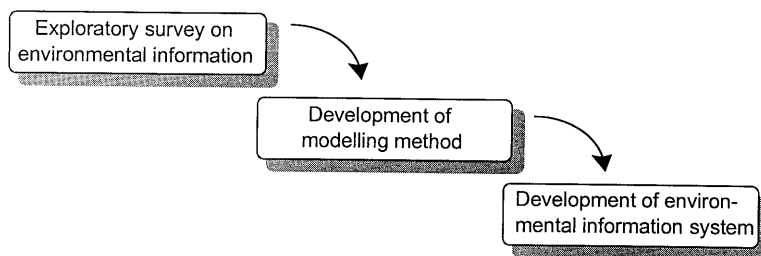 Exploratory survey on
environmental information
Development of
modelling method
Development of environ-
mental information system